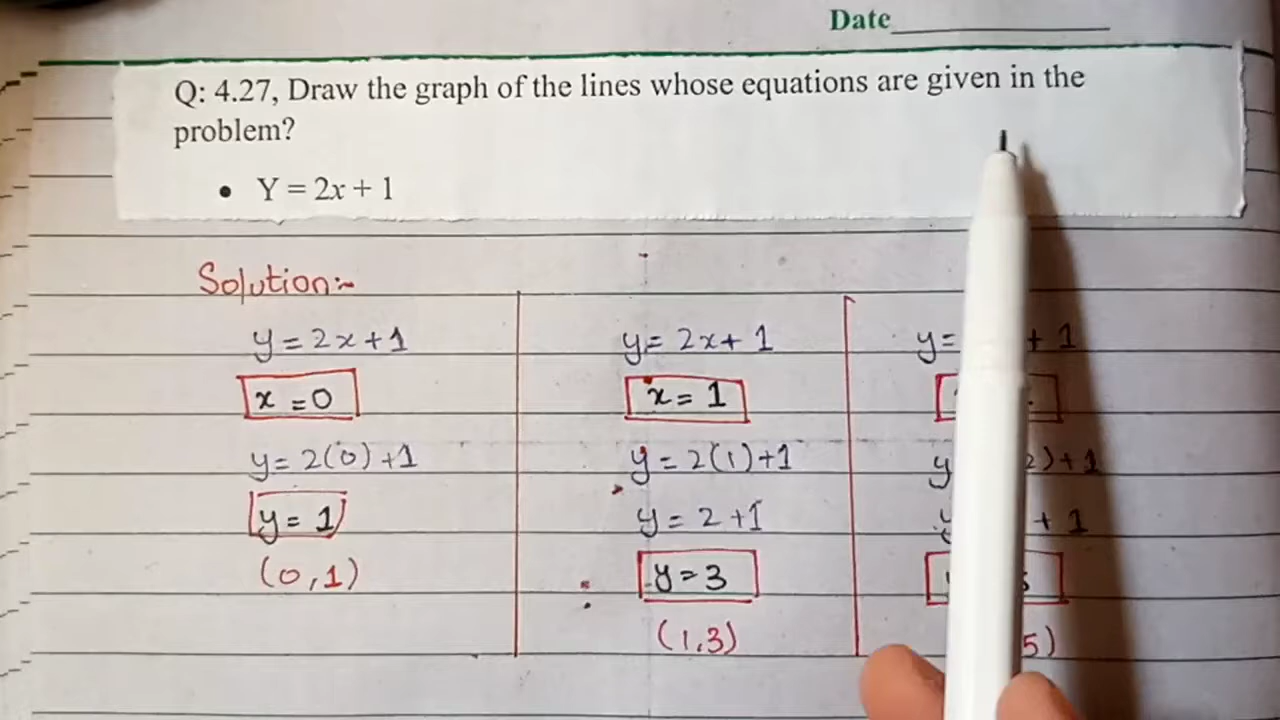 Date
Q: 4.27, Draw the graph of the lines whose equations are given in the
problem?
• Y = 2x + 1
Solution:-
y = 2x + 1
x = 0
y = 2(0) + 1
y = 1
(0, 1)
y = 2x + 1
x = 1
y = 2(1) + 1
y = 2 + 1
y = 3
(1, 3)
y = + 1
y 2) + 1
y + 1
5)